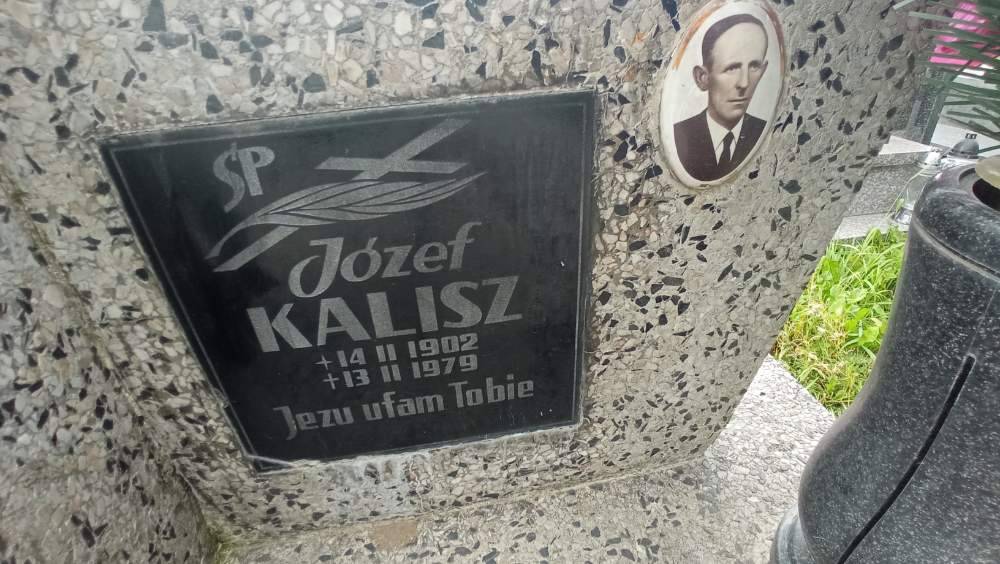 ŚP
Józef
KALISZ
+14 II 1902
+13 II 1979
Jezu ufam Tobie